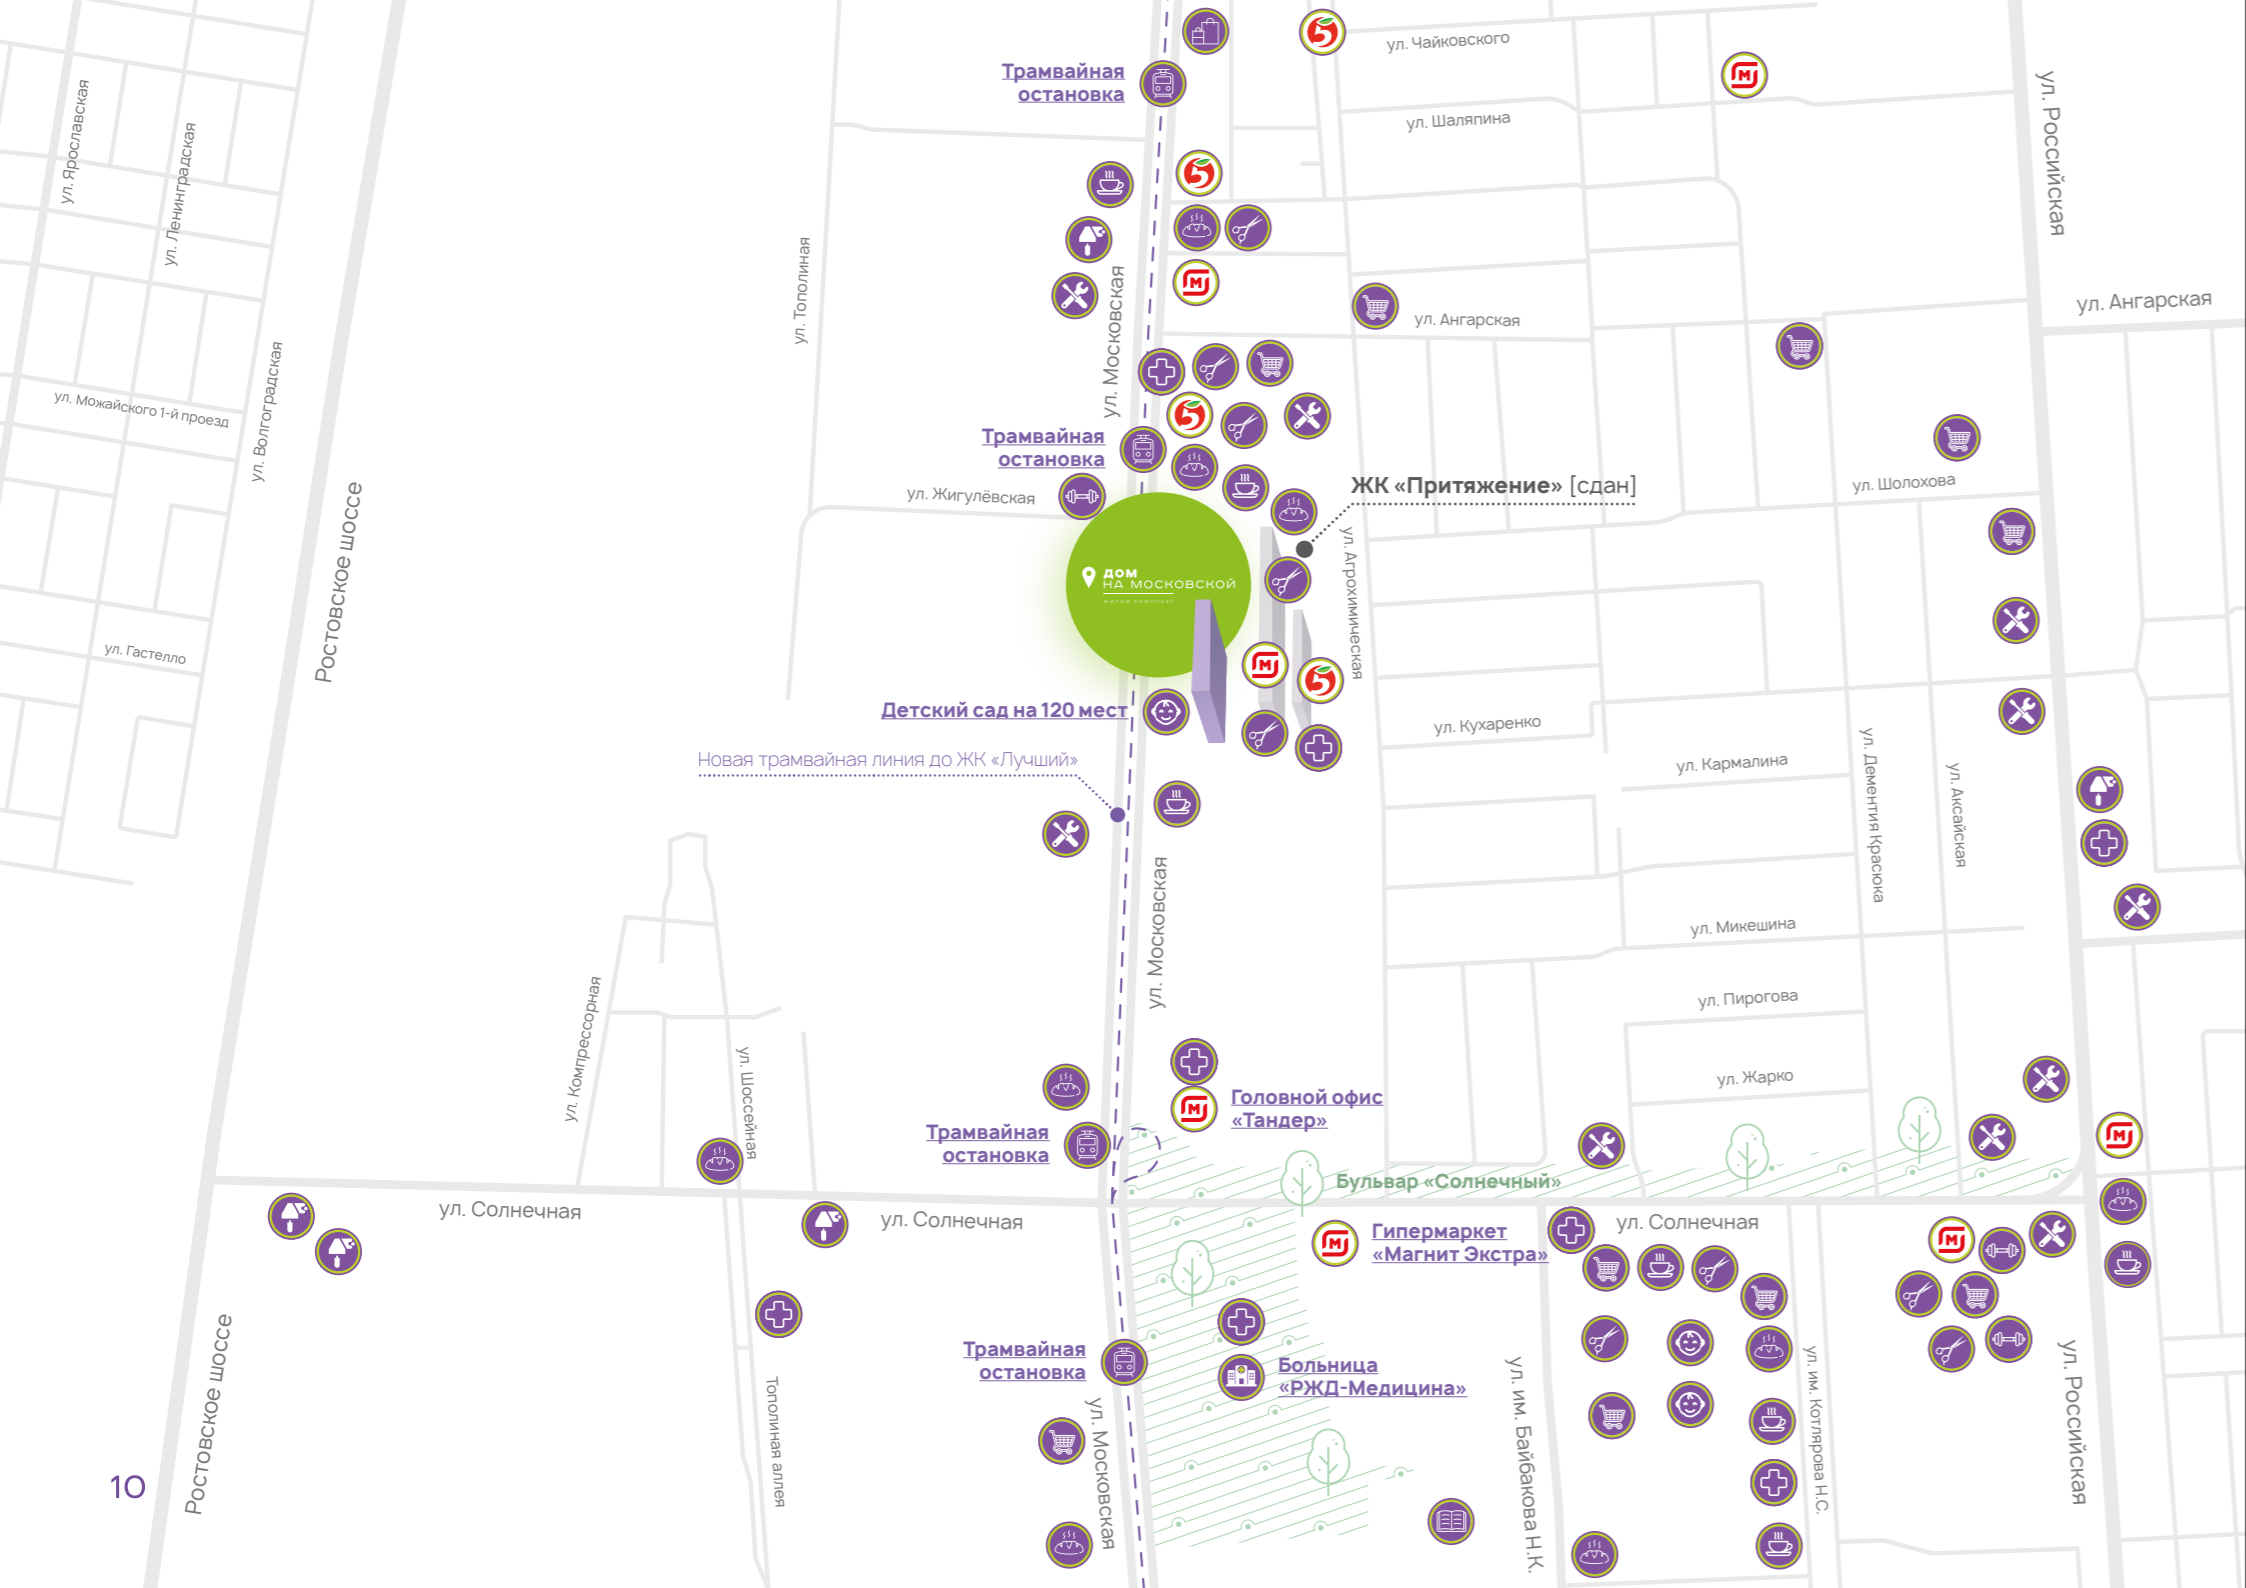 ул. Чайковского
Трамвайная
остановка
ул. Шаляпина
ул. Российская
ул. Ярославская
ул. Ленинградская
ул. Тополиная
ул. Московская
ул. Ангарская
ул. Ангарская
ул. Можайского 1-й проезд
ул. Волгоградская
Трамвайная
остановка
ул. Жигулёвская
ЖК «Притяжение» [сдан]
ул. Шолохова
Ростовское шоссе
ДОМ
НА МОСКОВСКОЙ
ЖИЛОЙ КОМПЛЕКС
ул. Агрохимическая
ул. Гастелло
Детский сад на 120 мест
ул. Кухаренко
Новая трамвайная линия до ЖК «Лучший»
ул. Кармалина
ул. Дементия Красюка
ул. Аксайская
ул. Московская
ул. Микешина
ул. Пирогова
ул. Компрессорная
ул. Шоссейная
ул. Жарко
Головной офис
«Тандер»
Трамвайная
остановка
Бульвар «Солнечный»
ул. Солнечная
ул. Солнечная
Гипермаркет
«Магнит Экстра»
ул. Солнечная
Ростовское шоссе
Трамвайная
остановка
Больница
«РЖД-Медицина»
Тополиная аллея
ул. Московская
ул. им. Байбакова Н.К.
ул. им. Котлярова Н.С.
ул. Российская
10